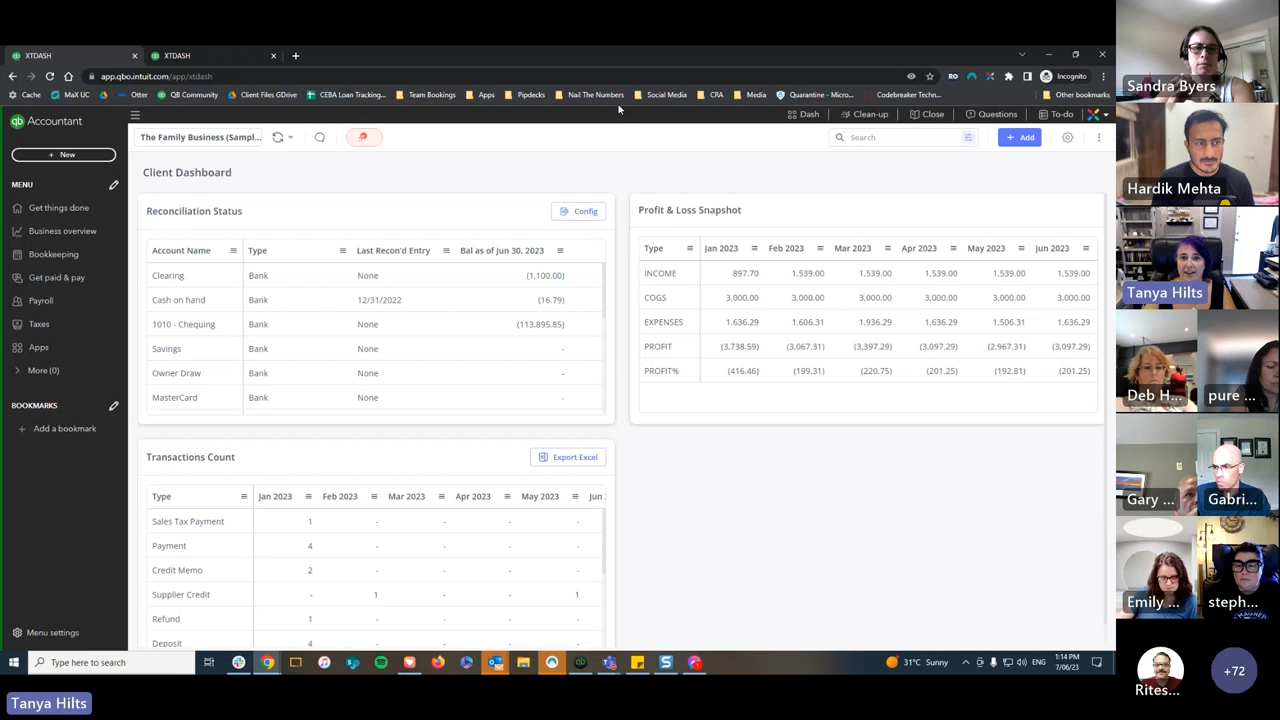 XTDASH
XTDASH
app.qbo.intuit.com/app/xtdash
RO
Incognito
Cache
MaX UC
Otter
QB Community
Client Files GDrive
CEBA Loan Tracking...
Team Book...
Apps
Pipdecks
Nail The Numbers
Social Media
CRA
Media
Quarantine - Micros...
Codebreaker Techn...
Other bookmarks
Accountant
Dash
Clean-up
Close
Questions
To-do
The Family Business (Sampl...
Search
+ Add
+ New
MENU
Get things done
Business overview
Bookkeeping
Get paid & pay
Payroll
Taxes
Apps
More (0)
BOOKMARKS
+ Add a bookmark
Menu settings
Client Dashboard
Reconciliation Status
Config
Account Name Type Last Recon'd Entry Bal as of Jun 30, 2023
Clearing Bank None (1,100.00)
Cash on hand Bank 12/31/2022 (16.79)
1010 - Chequing Bank None (113,895.85)
Savings Bank None -
Owner Draw Bank None -
MasterCard Bank None -
Profit & Loss Snapshot
Type Jan 2023 Feb 2023 Mar 2023 Apr 2023 May 2023 Jun 2023
INCOME 897.70 1,539.00 1,539.00 1,539.00 1,539.00 1,539.00
COGS 3,000.00 3,000.00 3,000.00 3,000.00 3,000.00 3,000.00
EXPENSES 1,636.29 1,606.31 1,936.29 1,636.29 1,506.31 1,636.29
PROFIT (3,738.59) (3,067.31) (3,397.29) (3,097.29) (2,967.31) (3,097.29)
PROFIT% (416.46) (199.31) (220.75) (201.25) (192.81) (201.25)
Transactions Count
Export Excel
Type Jan 2023 Feb 2023 Mar 2023 Apr 2023 May 2023 Jun
Sales Tax Payment 1 - - - -
Payment 4 - - - -
Credit Memo 2 - - - -
Supplier Credit - 1 - - 1
Refund 1 - - - -
Deposit 4 - - - -
Type here to search
31°C Sunny
ENG
1:14 PM
7/06/23
Tanya Hilts
Sandra Byers
Hardik Mehta
Tanya Hilts
Deb H...
pure ...
Gary ...
Gabri...
Emily ...
steph...
Rites...
+72